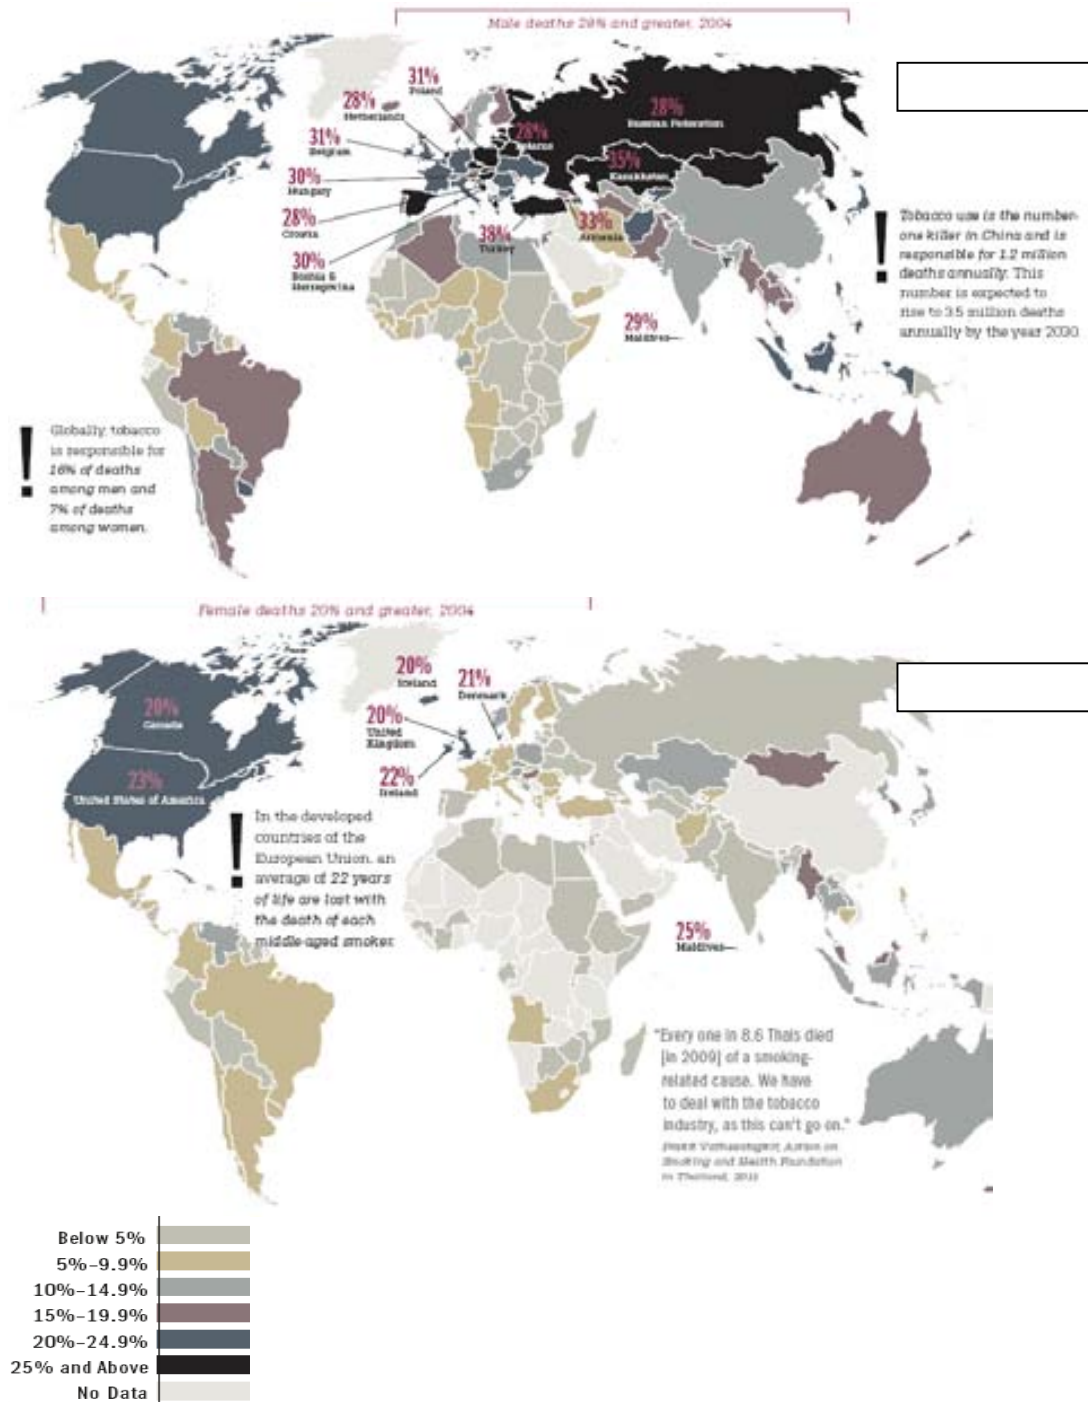 Male deaths 28% and greater, 2004
31%
Poland
28%
Netherlands
31%
Belgium
30%
Hungary
28%
Croatia
30%
Bosnia &
Herzegovina
28%
Belarus
28%
Russian Federation
35%
Kazakhstan
38%
Turkey
33%
Armenia
29%
Maldives
! Tobacco use is the number-
one killer in China and is
responsible for 1.2 million
deaths annually. This
number is expected to
rise to 3.5 million deaths
annually by the year 2030.
! Globally, tobacco
is responsible for
16% of deaths
among men and
7% of deaths
among women.
Female deaths 20% and greater, 2004
20%
Canada
23%
United States of America
20%
Iceland
21%
Denmark
20%
United
Kingdom
22%
Ireland
25%
Maldives
! In the developed
countries of the
European Union, an
average of 22 years
of life are lost with
the death of each
middle-aged smoker.
"Every one in 8.6 Thais died
[in 2009] of a smoking-
related cause. We have
to deal with the tobacco
industry, as this can't go on."
Action on
Smoking and Health Foundation
in Thailand,
Below 5%
5%–9.9%
10%–14.9%
15%–19.9%
20%–24.9%
25% and Above
No Data